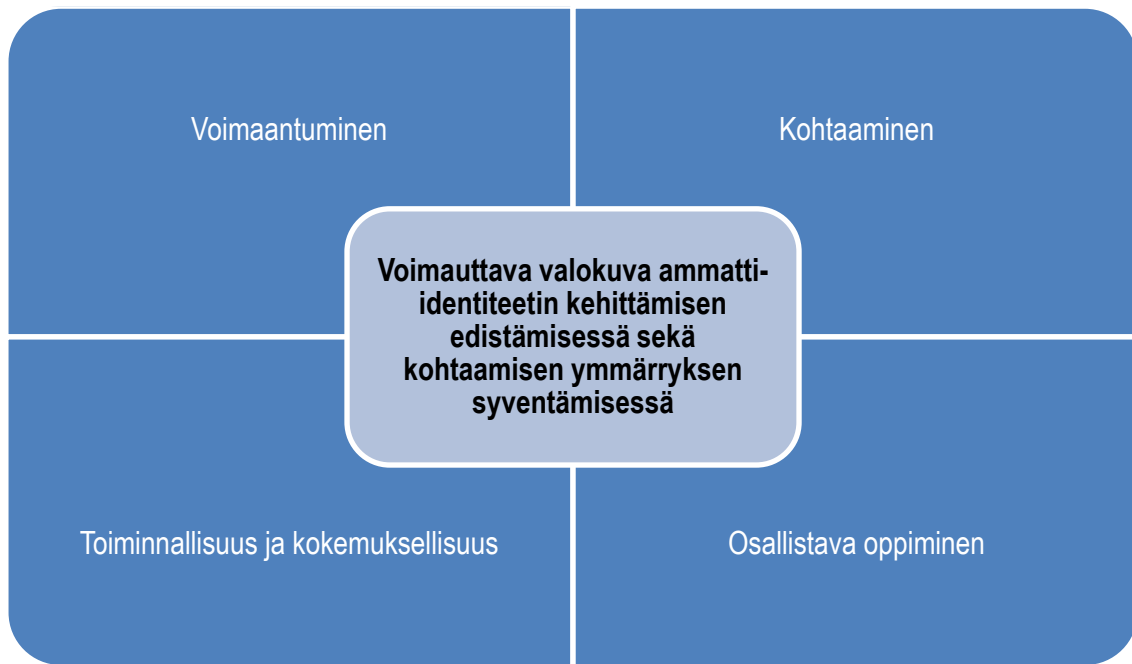 Voimaantuminen
Kohtaaminen
Voimauttava valokuva ammatti-
identiteetin kehittämisen
edistämisessä sekä
kohtaamisen ymmärryksen
syventämisessä
Toiminnallisuus ja kokemuksellisuus
Osallistava oppiminen